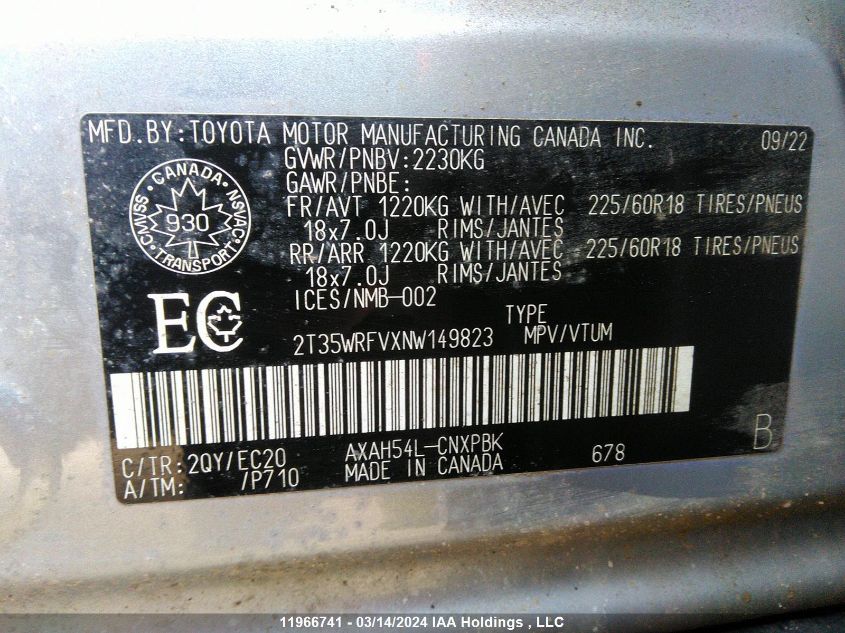 MFD.BY:TOYOTA MOTOR MANUFACTURING CANADA INC. 09/22
GVWR/PNBV:2230KG
GAWR/PNBE:
FR/AVT 1220KG WITH/AVEC 225/60R18 TIRES/PNEUS
18x7.0J RIMS/JANTES
RR/ARR 1220KG WITH/AVEC 225/60R18 TIRES/PNEUS
18x7.0J RIMS/JANTES
ICES/NMB-002
CANADA
CMVSS 930 NSVAC
TRANSPORT
EC
TYPE
2T35WRFVXNW149823 MPV/VTUM
C/TR:2QY/EC20 AXAH54L-CNXPBK 678 B
A/TM: /P710 MADE IN CANADA
11966741 - 03/14/2024 IAA Holdings , LLC